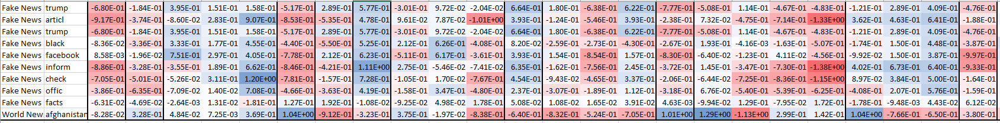 Fake News trump -6.80E-01 -1.84E-01 3.95E-01 1.51E-01 1.58E-01 -5.17E-01 2.89E-01 5.77E-01 -3.01E-01 9.72E-02 -2.04E-02 6.64E-01 1.80E-01 -6.38E-01 6.22E-01 -7.77E-01 -5.08E-01 1.14E-01 -4.67E-01 -4.83E-01 -1.21E-01 2.89E-01 4.09E-01 -4.76E-01
Fake News articl -9.17E-01 -3.74E-01 -8.60E-02 2.83E-01 9.07E-01 -8.53E-01 -5.35E-01 4.78E-01 9.61E-02 7.87E-02 -1.01E+00 3.93E-01 -1.24E-01 -5.46E-01 3.93E-01 -2.38E-01 7.32E-02 -4.75E-01 -7.14E-01 -1.33E+00 3.62E-01 4.63E-01 6.41E-01 -1.88E-01
Fake News trump -6.80E-01 -1.84E-01 3.95E-01 1.51E-01 1.58E-01 -5.17E-01 2.89E-01 5.77E-01 -3.01E-01 9.72E-02 -2.04E-02 6.64E-01 1.80E-01 -6.38E-01 6.22E-01 -7.77E-01 -5.08E-01 1.14E-01 -4.67E-01 -4.83E-01 -1.21E-01 2.89E-01 4.09E-01 -4.76E-01
Fake News black -8.36E-02 -3.36E-01 3.33E-01 1.77E-01 4.55E-01 -4.40E-01 -5.50E-01 5.25E-01 2.12E-01 6.26E-01 -4.08E-01 8.20E-02 -2.59E-01 -2.73E-01 -4.30E-01 -2.67E-01 1.93E-01 -4.16E-03 -1.63E-01 -5.07E-01 -1.74E-01 1.50E-01 4.48E-01 -3.87E-01
Fake News facebook 8.58E-03 -1.96E-02 7.51E-01 2.97E-01 4.05E-01 -7.78E-01 2.12E-01 6.23E-01 -5.11E-01 6.17E-01 -3.61E-01 3.93E-01 1.54E-01 -8.54E-01 1.57E-01 -8.30E-01 -6.40E-02 -1.23E-01 4.11E-02 -4.56E-01 -9.92E-02 1.50E-01 3.87E-01 -9.97E-01
Fake News inform -8.86E-01 -3.28E-01 -3.55E-01 1.89E-01 6.62E-01 -8.46E-01 -4.21E-01 1.11E+00 2.75E-01 -5.46E-02 -7.41E-02 6.35E-01 -1.62E-01 -7.56E-01 2.45E-01 -3.72E-01 1.45E-01 -3.47E-01 -7.30E-01 -1.38E+00 4.02E-01 6.73E-01 6.40E-01 -9.33E-01
Fake News check -7.05E-01 -5.01E-01 -5.26E-02 3.11E-01 1.20E+00 -7.81E-01 -1.57E-01 7.28E-01 -1.05E-01 1.70E-02 -7.67E-01 4.54E-01 -9.43E-02 -4.65E-01 3.37E-01 -2.06E-01 -6.44E-02 -7.25E-01 -8.36E-01 -1.15E+00 8.97E-02 3.84E-01 5.00E-01 -1.64E-01
Fake News offic -3.86E-01 -6.35E-01 -7.09E-02 1.40E-02 7.08E-01 -4.66E-01 -3.63E-01 4.19E-01 -1.58E-01 3.47E-01 -4.80E-01 2.37E-01 -3.07E-01 -1.89E-01 1.12E-01 -3.18E-01 6.76E-02 -5.40E-01 -5.39E-01 -6.25E-01 -4.08E-01 2.07E-01 5.76E-01 -1.59E-01
Fake News facts -6.31E-02 -4.69E-02 -2.64E-03 1.31E-02 -1.81E-01 1.27E-01 1.92E-01 -1.08E-02 -9.25E-02 4.98E-02 1.78E-01 5.08E-02 1.08E-02 1.65E-02 3.91E-02 4.63E-03 -9.94E-02 1.29E-01 -7.95E-02 1.72E-01 -1.78E-01 -9.48E-03 4.43E-02 6.12E-02
World New afghanistan -8.28E-02 3.28E-01 4.84E-02 7.25E-03 3.69E-01 1.04E+00 -9.12E-01 -3.23E-01 3.75E-01 -1.97E-02 -8.38E-01 -6.40E-01 -8.32E-01 -5.24E-01 -7.05E-01 1.01E+00 1.29E+00 -1.13E+00 2.99E-01 1.42E-01 1.04E+00 -7.66E-01 -6.50E-01 -3.80E-01